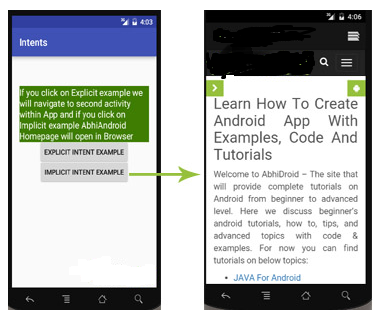 4:03
Intents
If you click on Explicit example we
will navigate to second activity
within App and if you click on
Implicit example AbhiAndroid
Homepage will open in Browser
EXPLICIT INTENT EXAMPLE
IMPLICIT INTENT EXAMPLE
4:06
Learn How To Create
Android App With
Examples, Code And
Tutorials
Welcome to AbhiDroid – The site that
will provide complete tutorials on
Android from beginner to advanced
level. Here we discuss beginner's
android tutorials, how to, tips, and
advanced topics with code &
examples. For now you can find
tutorials on below topics:
• JAVA For Android